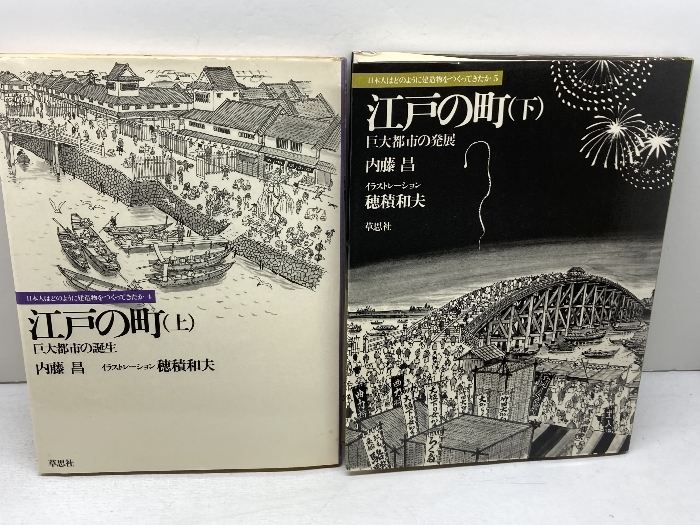 日本人はどのように建造物をつくってきたか 4
江戸の町(上)
巨大都市の誕生
内藤 昌 イラストレーション 穂積和夫
草思社
日本人はどのように建造物をつくってきたか 5
江戸の町(下)
巨大都市の発展
内藤 昌
イラストレーション
穂積和夫
草思社